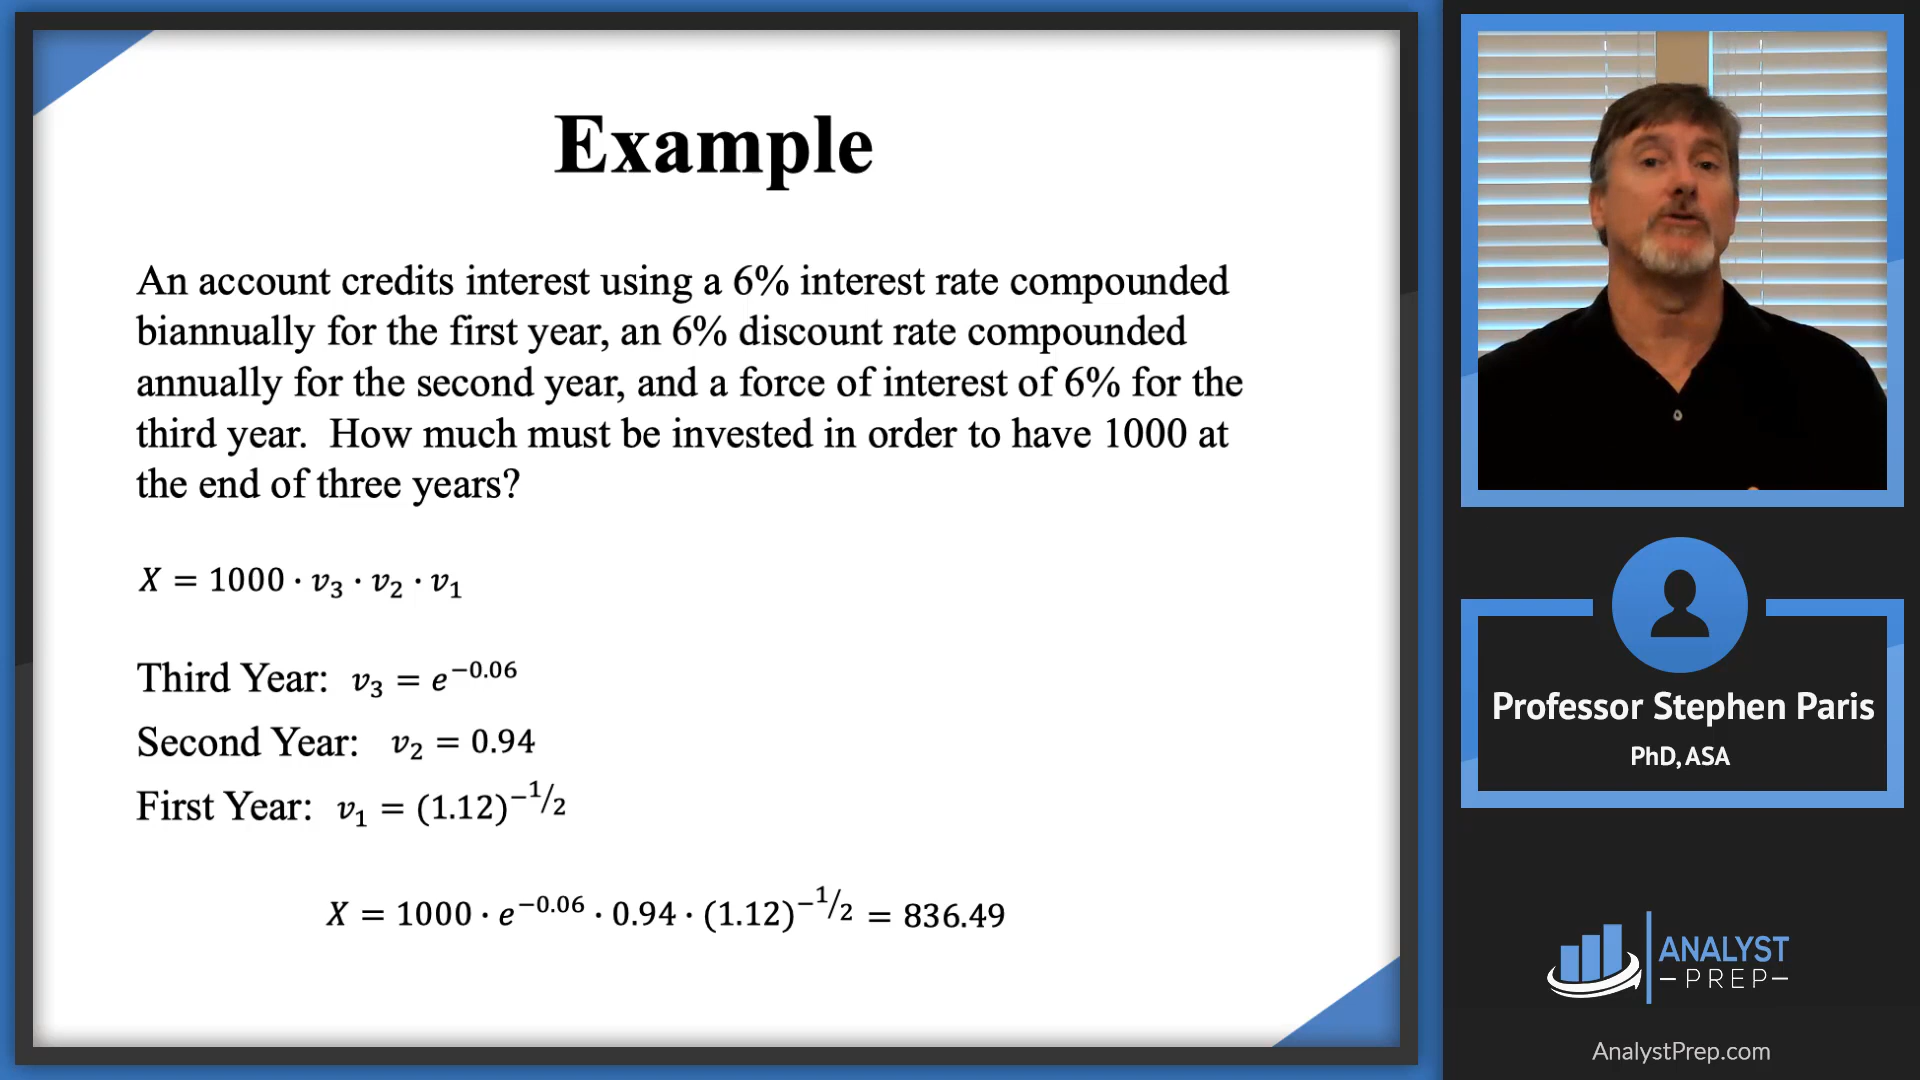 Example
An account credits interest using a 6% interest rate compounded
biannually for the first year, an 6% discount rate compounded
annually for the second year, and a force of interest of 6% for the
third year. How much must be invested in order to have 1000 at
the end of three years?
X = 1000 · v₃ · v₂ · v₁
Third Year: v₃ = e^−0.06
Second Year: v₂ = 0.94
First Year: v₁ = (1.12)^−1/2
X = 1000 · e^−0.06 · 0.94 · (1.12)^−1/2 = 836.49
Professor Stephen Paris
PhD, ASA
ANALYST
PREP
AnalystPrep.com